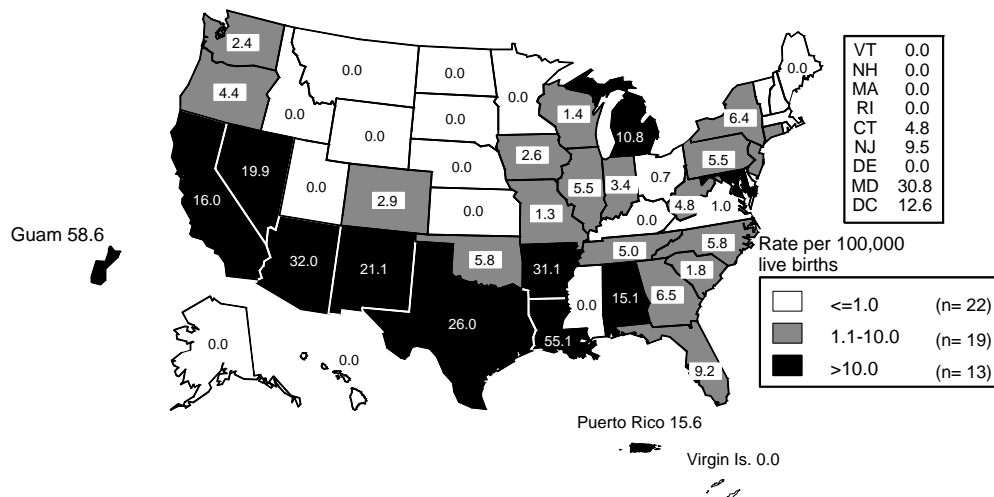 2.4
0.0
0.0
0.0
VT 0.0
NH 0.0
MA 0.0
RI 0.0
CT 4.8
NJ 9.5
DE 0.0
MD 30.8
DC 12.6
4.4
0.0
0.0
0.0
0.0
1.4
10.8
6.4
19.9
0.0
2.9
0.0
2.6
5.5
3.4
0.7
5.5
16.0
0.0
1.3
0.0
4.8
1.0
Guam 58.6
32.0
21.1
5.8
31.1
5.0
5.8
1.8
26.0
55.1
0.0
15.1
6.5
9.2
0.0
0.0
Rate per 100,000
live births
<=1.0 (n= 22)
1.1-10.0 (n= 19)
>10.0 (n= 13)
Puerto Rico 15.6
Virgin Is. 0.0